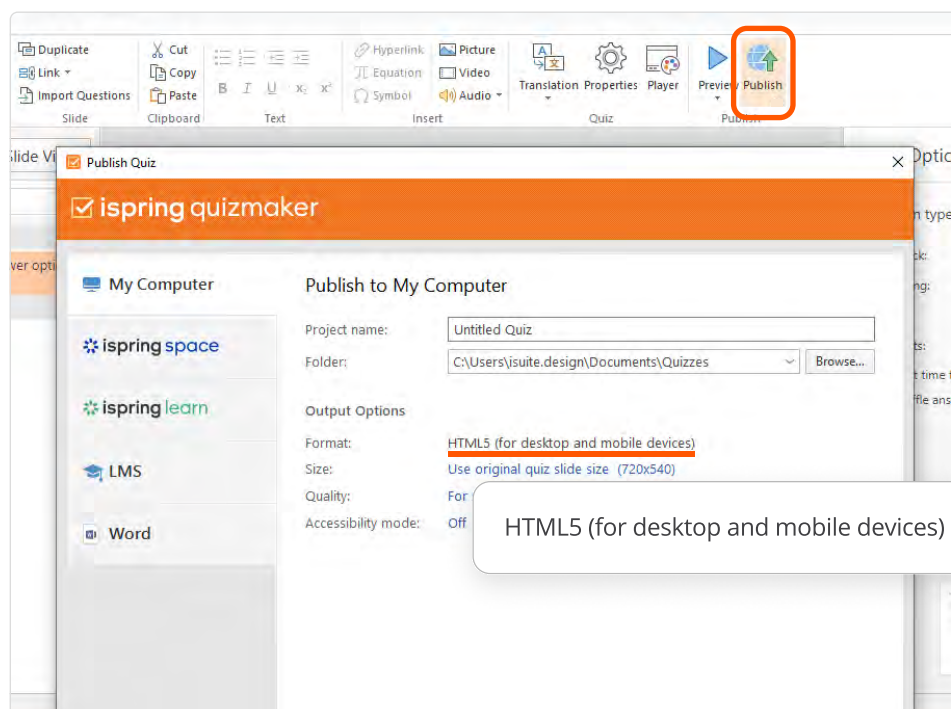 Duplicate
Cut
Hyperlink
Picture
Link
Copy
Equation
Video
Import Questions
Paste
B I U X₂ X²
Symbol
Audio
Translation
Properties
Player
Preview
Publish
Slide
Clipboard
Text
Insert
Quiz
Publish
Slide Vi
Publish Quiz
Optio
ispring quizmaker
n type
ver opti
My Computer
Publish to My Computer
ck:
ng:
Project name:
Untitled Quiz
ispring space
ts:
Folder:
C:\Users\isuite.design\Documents\Quizzes
Browse...
t time
ffle ans
ispring learn
Output Options
Format:
HTML5 (for desktop and mobile devices)
LMS
Size:
Use original quiz slide size (720x540)
Quality:
For
Accessibility mode:
Off
HTML5 (for desktop and mobile devices)
Word